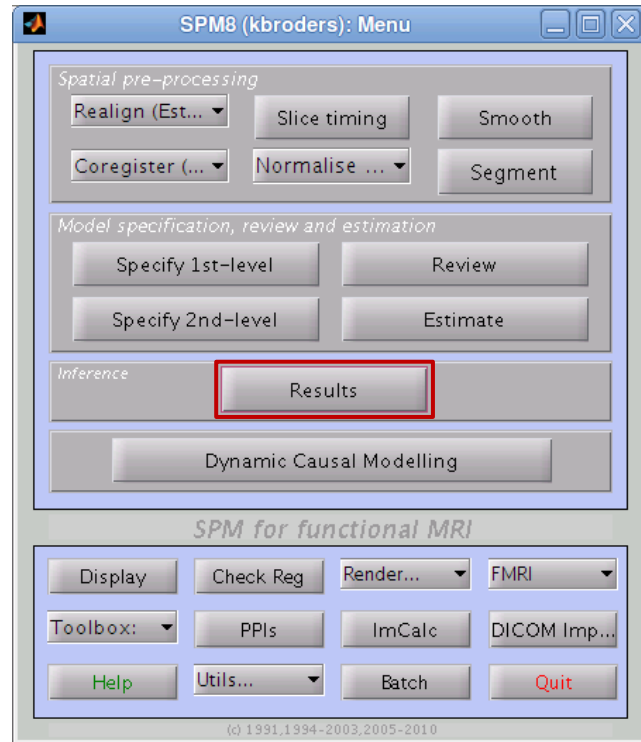 SPM8 (kbroders): Menu
Spatial pre-processing
Realign (Est... Slice timing Smooth
Coregister (... Normalise ... Segment
Model specification, review and estimation
Specify 1st-level Review
Specify 2nd-level Estimate
Inference
Results
Dynamic Causal Modelling
SPM for functional MRI
Display Check Reg Render... FMRI
Toolbox: PPIs ImCalc DICOM Imp...
Help Utils... Batch Quit
(c) 1991,1994-2003,2005-2010